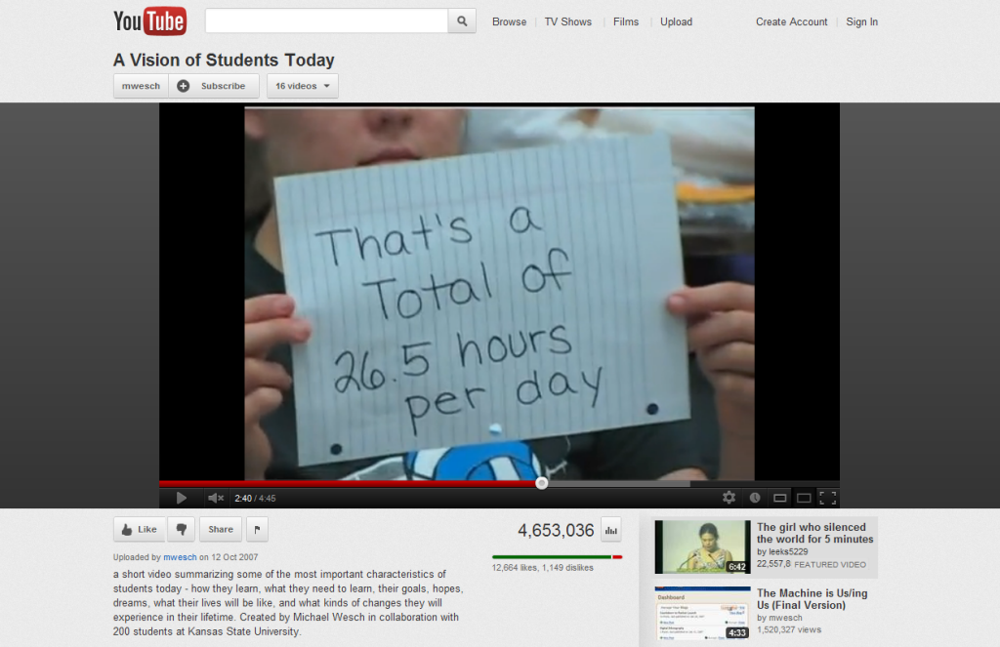 YouTube
Browse
TV Shows
Films
Upload
Create Account
Sign In
A Vision of Students Today
mwesch
Subscribe
16 videos
That's a
Total of
26.5 hours
per day
2:40 / 4:45
Like
Share
4,653,036
Uploaded by mwesch on 12 Oct 2007
12,664 likes, 1,149 dislikes
a short video summarizing some of the most important characteristics of
students today - how they learn, what they need to learn, their goals, hopes,
dreams, what their lives will be like, and what kinds of changes they will
experience in their lifetime. Created by Michael Wesch in collaboration with
200 students at Kansas State University.
6:42
The girl who silenced
the world for 5 minutes
by leeks5229
22,557,8 FEATURED VIDEO
Dashboard
4:33
The Machine is Us/ing
Us (Final Version)
by mwesch
1,520,327 views